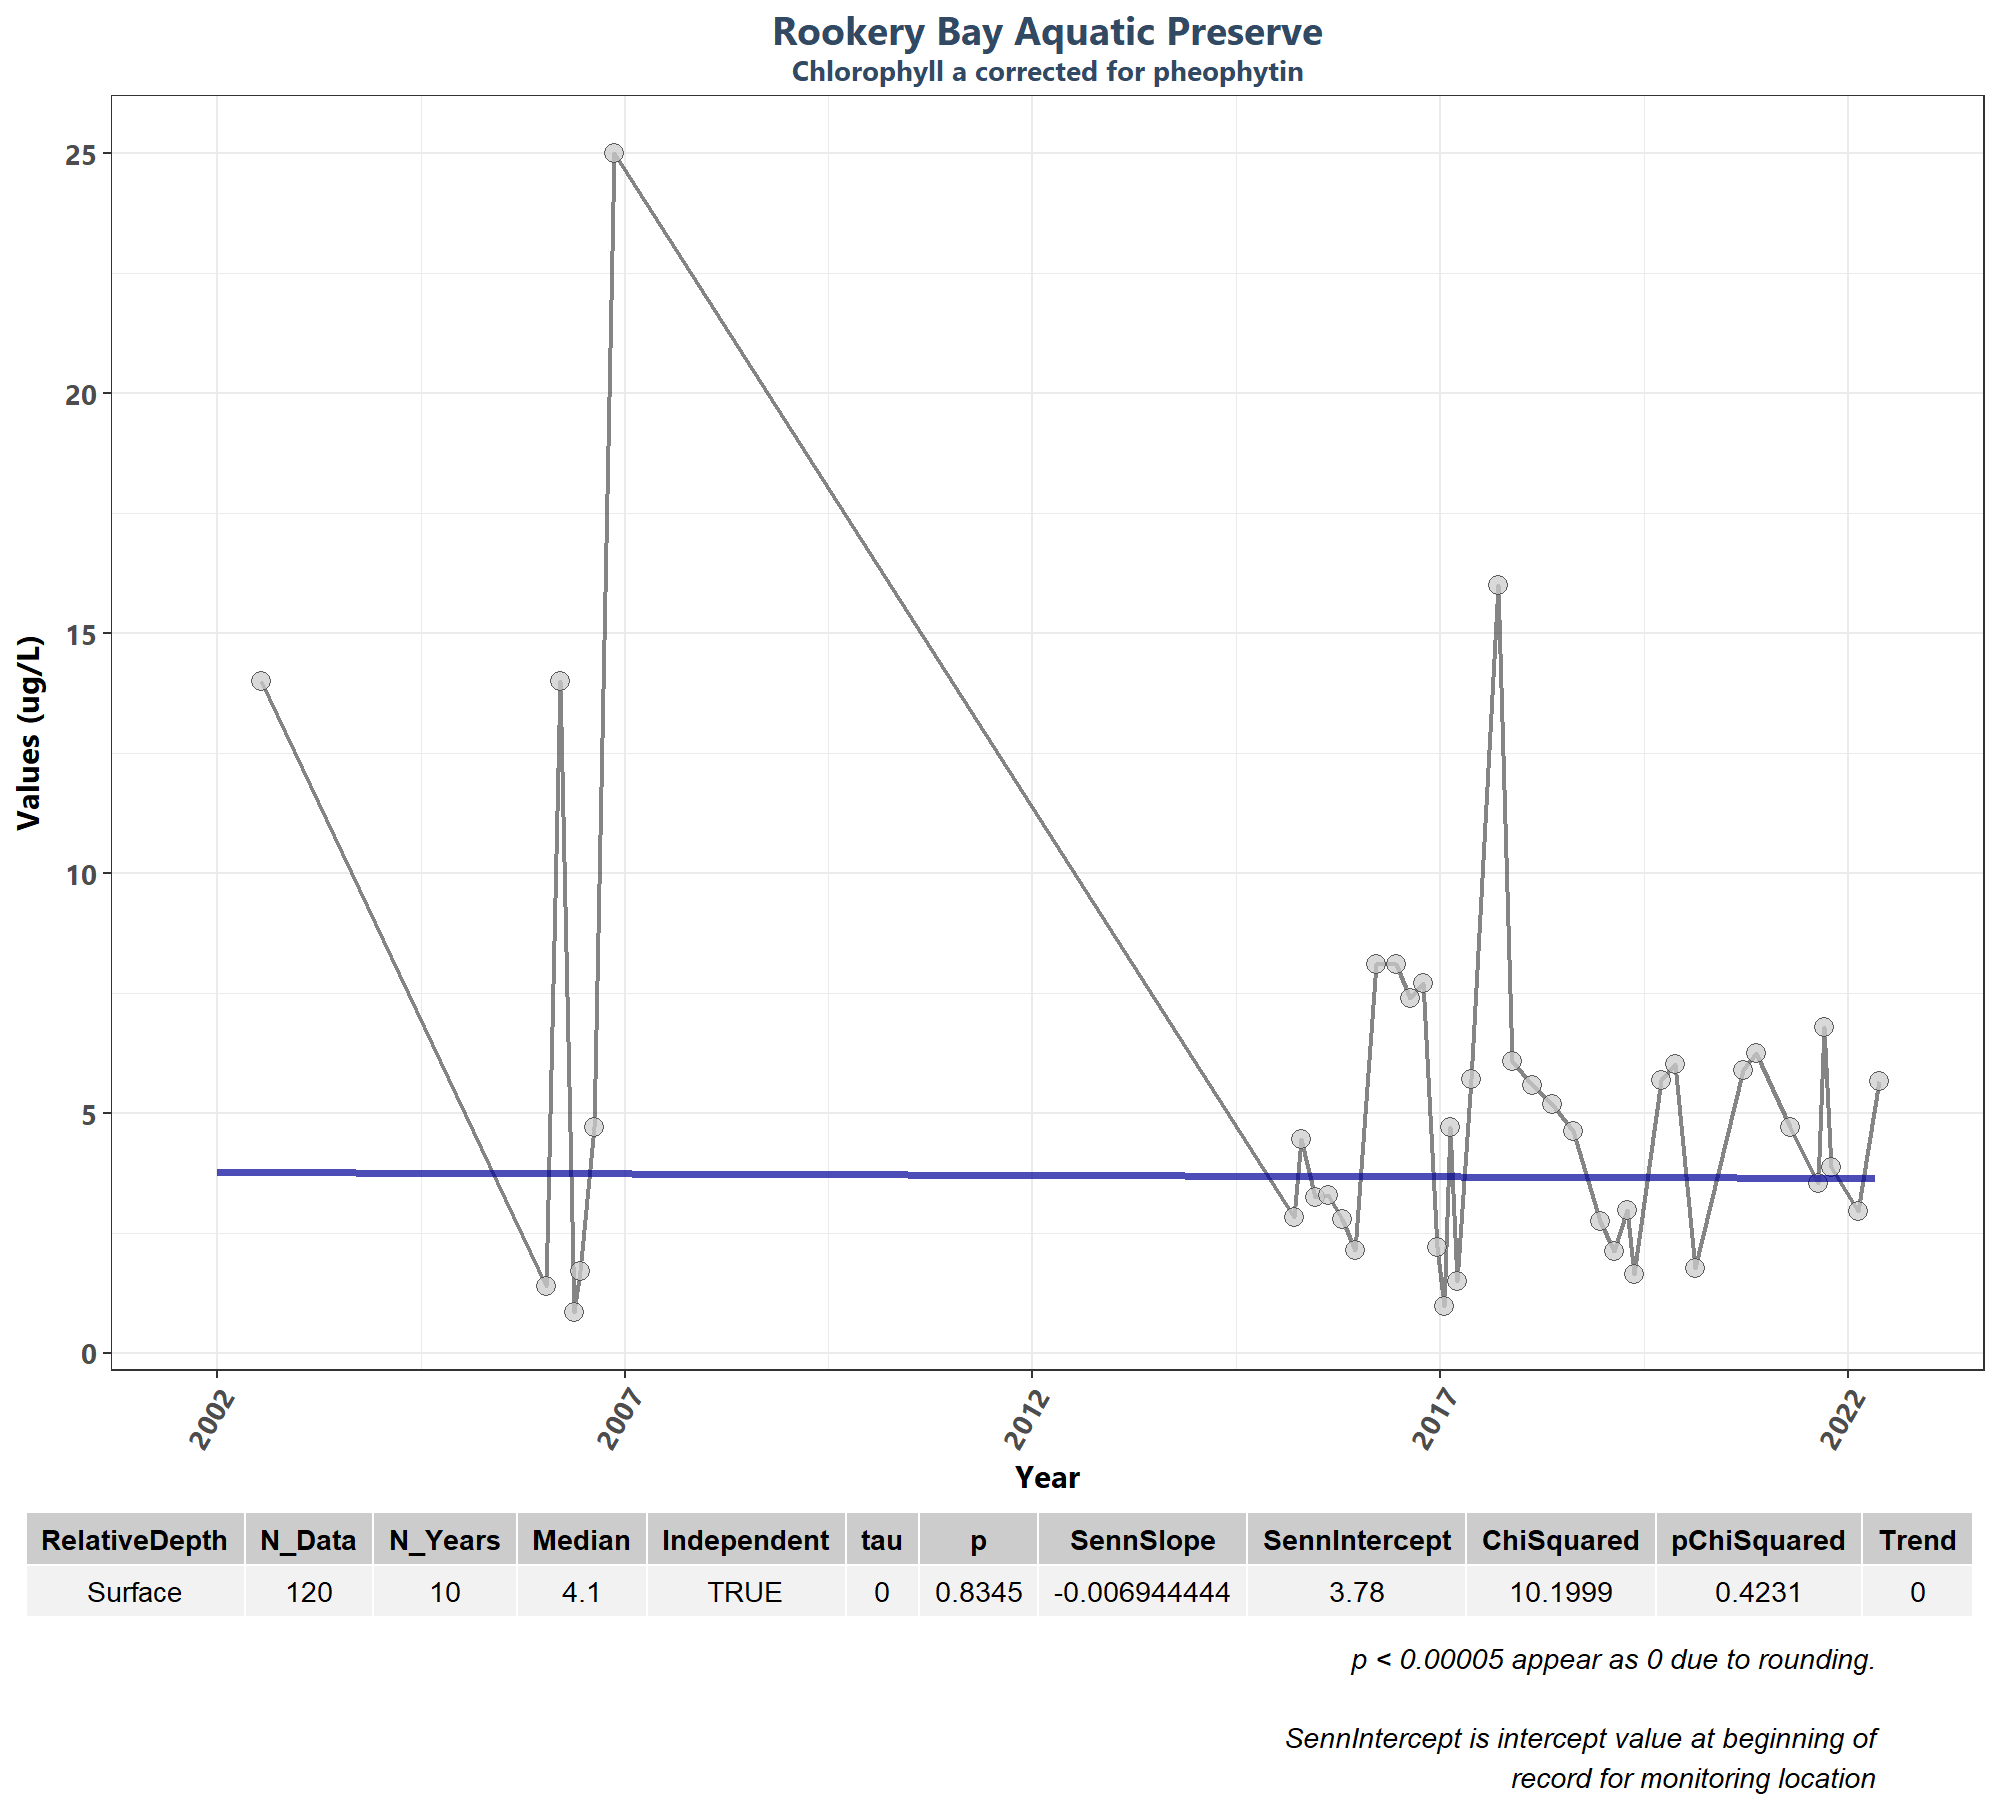 Rookery Bay Aquatic Preserve
Chlorophyll a corrected for pheophytin
Values (ug/L)
25
20
15
10
5
0
2002 2007 2012 2017 2022
Year
RelativeDepth N_Data N_Years Median Independent tau p SennSlope SennIntercept ChiSquared pChiSquared Trend
Surface 120 10 4.1 TRUE 0 0.8345 -0.006944444 3.78 10.1999 0.4231 0
p < 0.00005 appear as 0 due to rounding.
SennIntercept is intercept value at beginning of
record for monitoring location